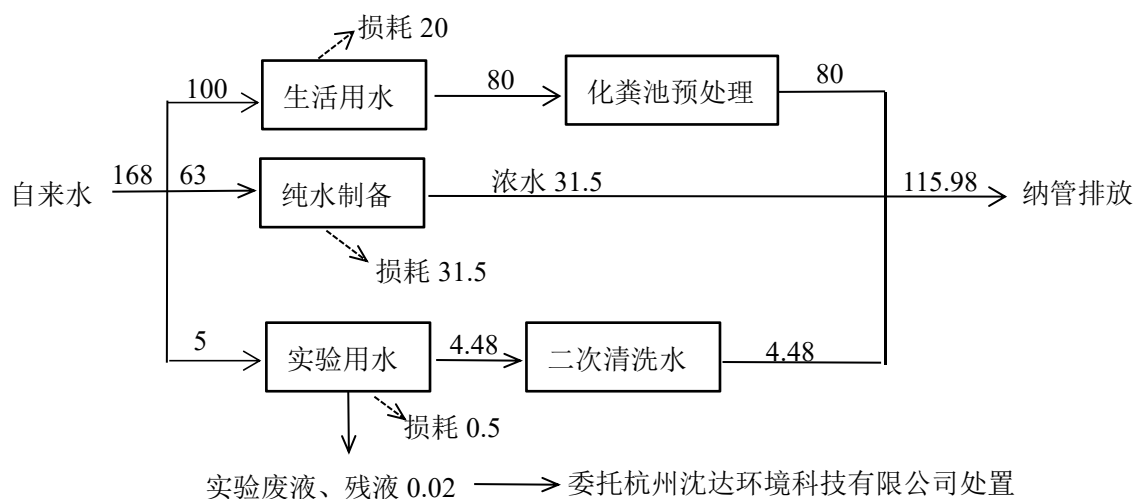 损耗 20
100
生活用水
80
化粪池预处理
80
自来水
168
63
纯水制备
浓水 31.5
115.98
纳管排放
损耗 31.5
5
实验用水
4.48
二次清洗水
4.48
损耗 0.5
实验废液、残液 0.02
委托杭州沈达环境科技有限公司处置